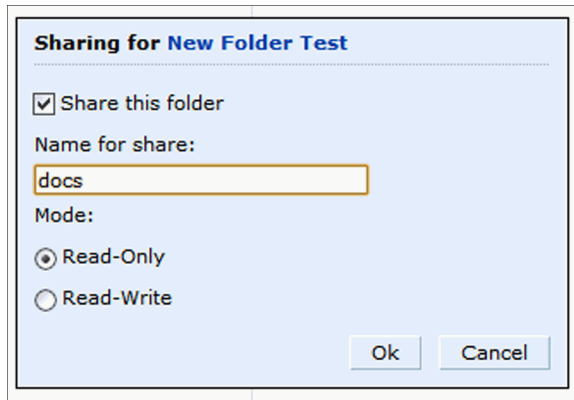 Sharing for New Folder Test
Share this folder
Name for share:
docs
Mode:
Read-Only
Read-Write
Ok Cancel